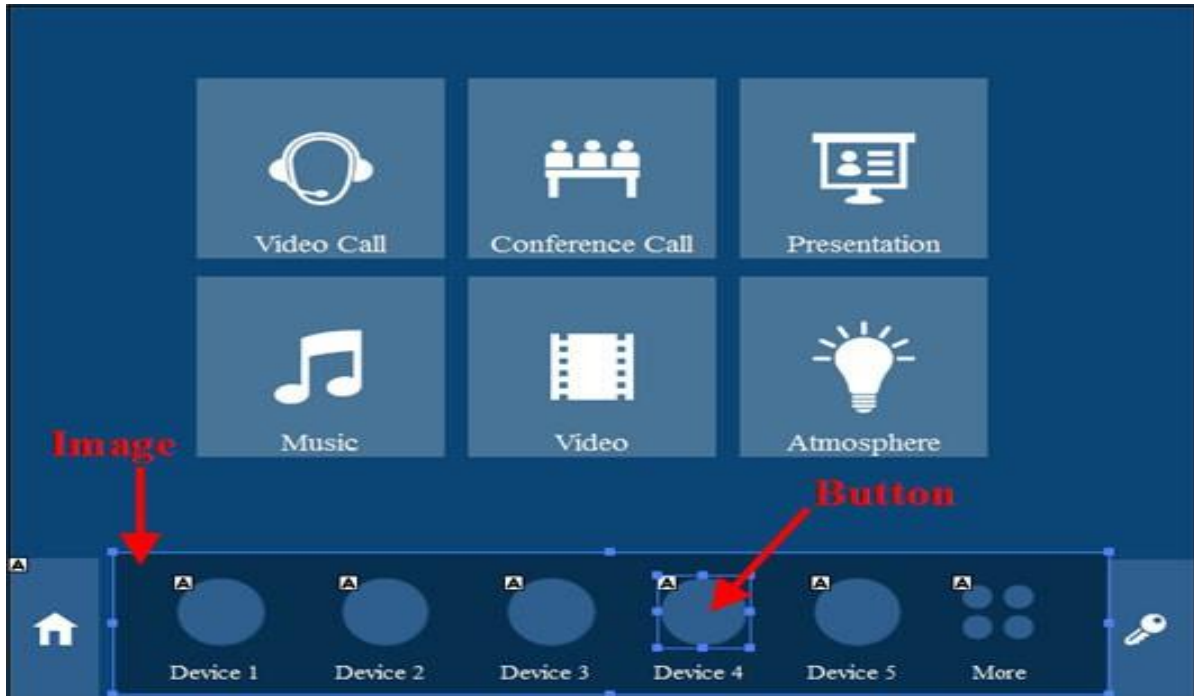 Video Call
Conference Call
Presentation
Music
Video
Atmosphere
Image
Button
A
A
A
A
A
A
A
Device 1
Device 2
Device 3
Device 4
Device 5
More